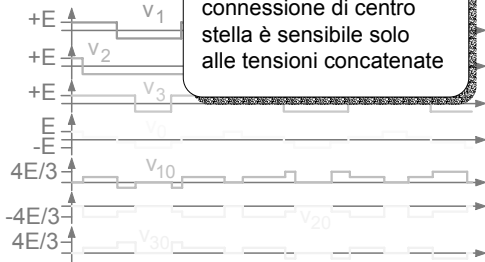 connessione di centro
stella è sensibile solo
alle tensioni concatenate
+E v1
+E v2
+E v3
E v0
-E
4E/3 v10
-4E/3 v20
4E/3 v30